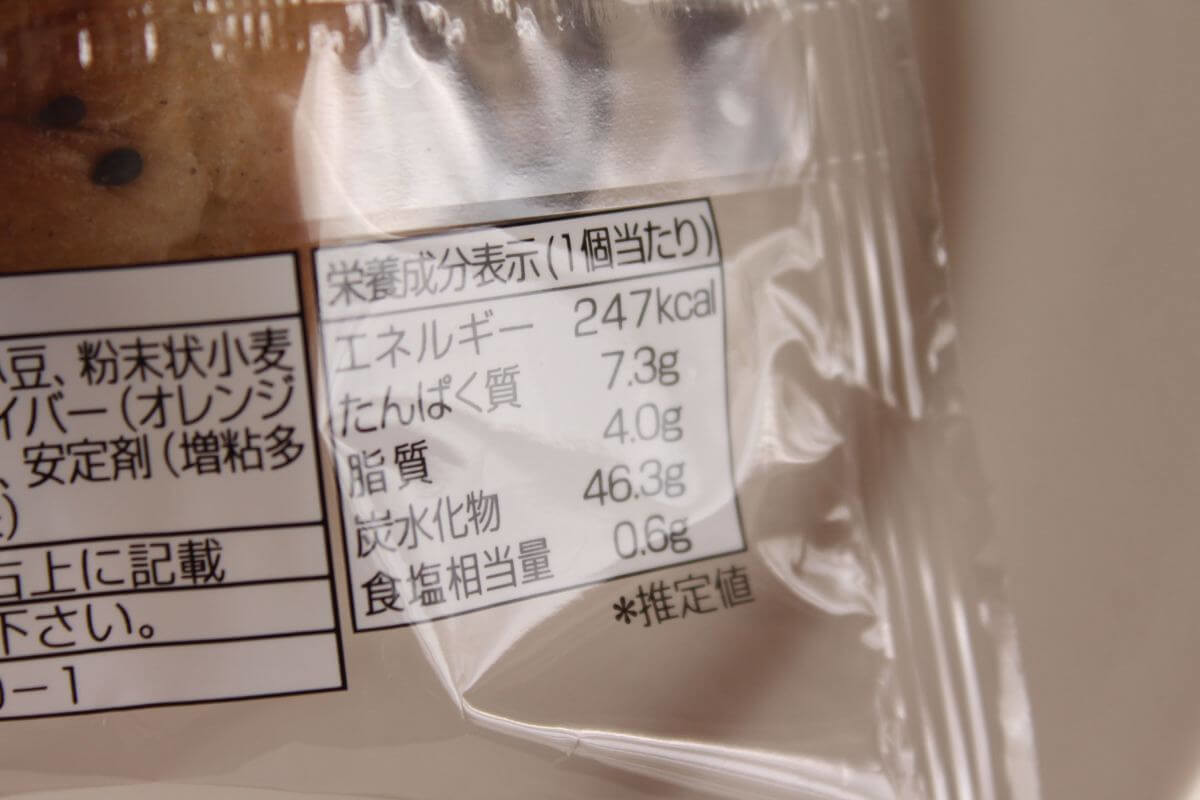 豆、粉末状小麦
イバー(オレンジ
、安定剤(増粘多
)
右上に記載
下さい。
-1
栄養成分表示(1個当たり)
エネルギー 247kcal
たんぱく質 7.3g
脂質 4.0g
炭水化物 46.3g
食塩相当量 0.6g
*推定値